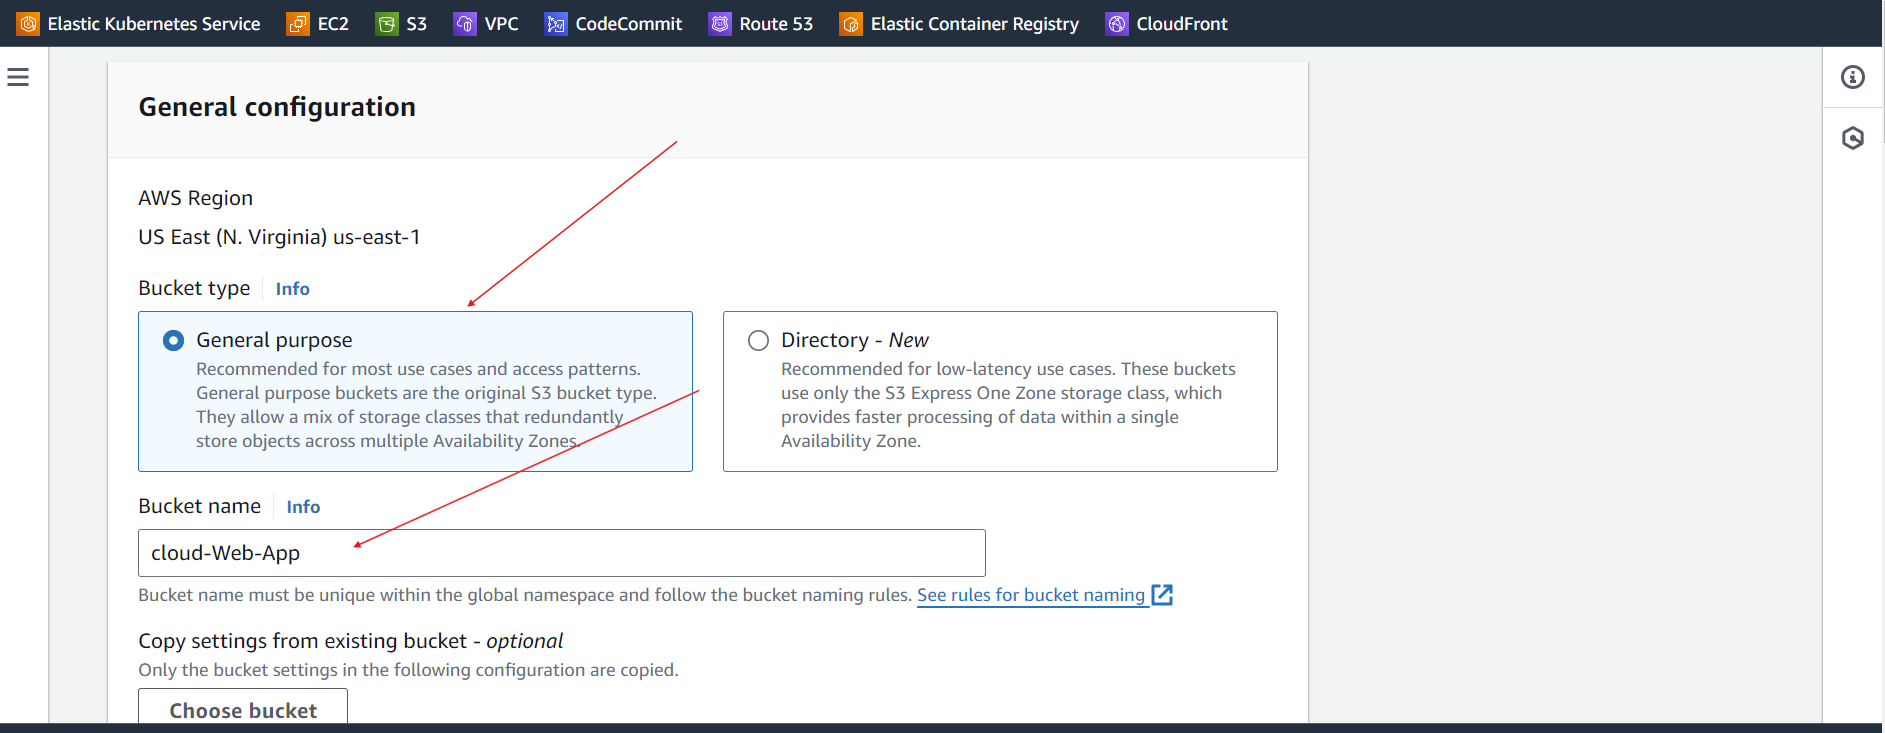 Elastic Kubernetes Service EC2 S3 VPC CodeCommit Route 53 Elastic Container Registry CloudFront
General configuration
AWS Region
US East (N. Virginia) us-east-1
Bucket type Info
General purpose
Recommended for most use cases and access patterns.
General purpose buckets are the original S3 bucket type.
They allow a mix of storage classes that redundantly
store objects across multiple Availability Zones.
Directory - New
Recommended for low-latency use cases. These buckets
use only the S3 Express One Zone storage class, which
provides faster processing of data within a single
Availability Zone.
Bucket name Info
cloud-Web-App
Bucket name must be unique within the global namespace and follow the bucket naming rules. See rules for bucket naming
Copy settings from existing bucket - optional
Only the bucket settings in the following configuration are copied.
Choose bucket